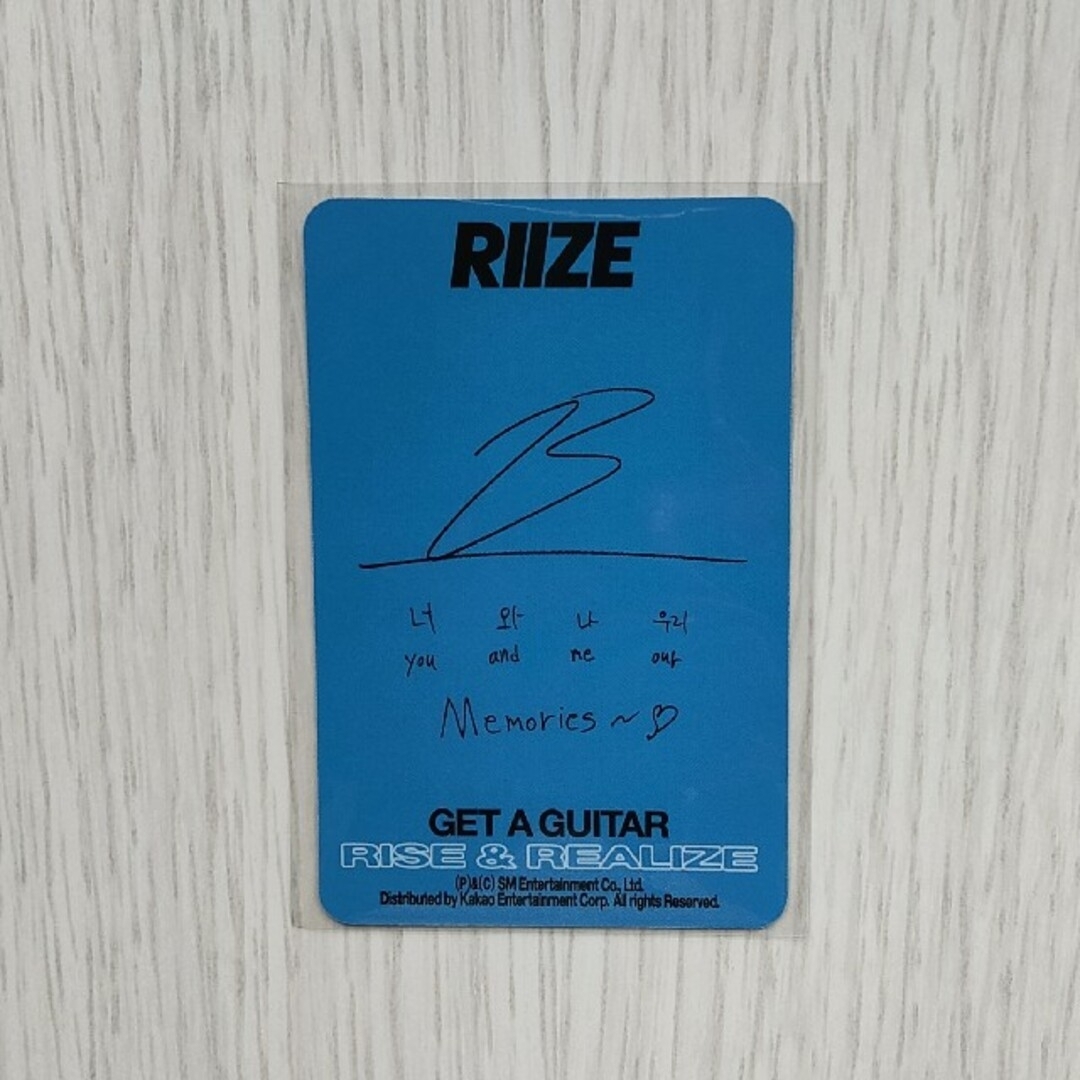 RIIZE
너 와 나 우리
you and me our
Memories ~
GET A GUITAR
RISE & REALIZE
(P)&(C) SM Entertainment Co., Ltd.
Distributed by Kakao Entertainment Corp. All rights Reserved.